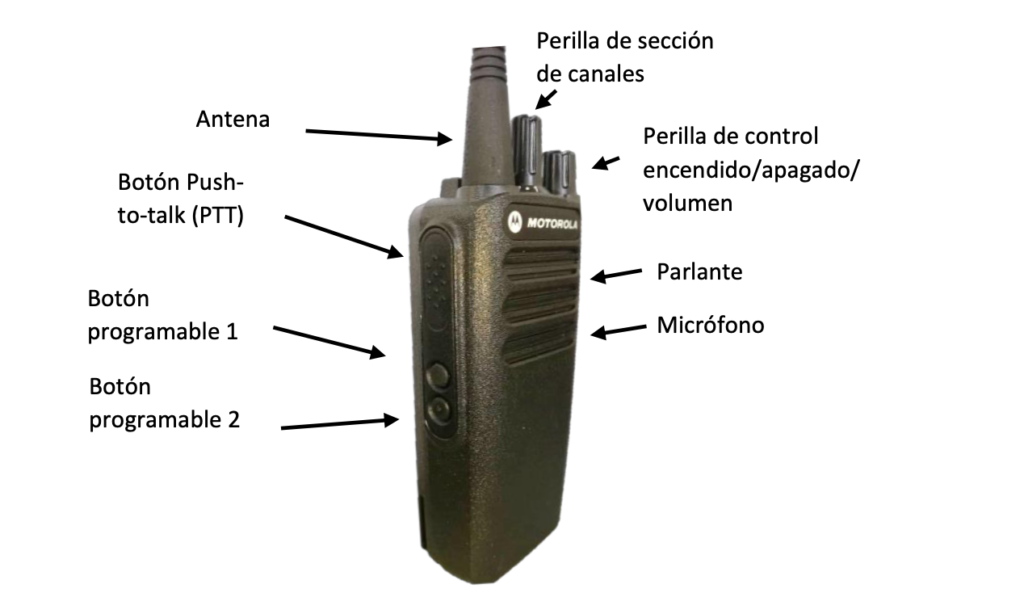 Perilla de sección
de canales
Antena
Perilla de control
encendido/apagado/
volumen
Botón Push-
to-talk (PTT)
MOTOROLA
Parlante
Botón
programable 1
Micrófono
Botón
programable 2